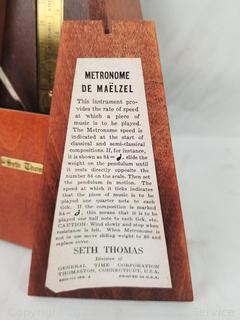 METRONOME
DE MAËLZEL
This instrument pro-
vides the rate of speed
at which a piece of
music is to be played.
The Metronome speed is
indicated at the start of
classical and semi-classical
compositions. If, for instance,
it is shown as 84 = ♩, slide the
weight on the pendulum until
it rests directly opposite the
number 84 on the scale. Then set
the pendulum in motion. The
speed at which it ticks indicates
that the piece of music is to be
played one quarter note to each
tick. If the composition is marked
84 = 𝅗𝅥, this means that it is to be
played one half note to each tick, etc.
CAUTION: Wind slowly and stop when
resistance is felt. When Metronome is
not in use move sliding weight to 50 and
replace cover.
SETH THOMAS
Division of
GENERAL TIME CORPORATION
THOMASTON, CONNECTICUT, U.S.A.
PRINTED IN U.S.A.
Seth Thomas
Copyright